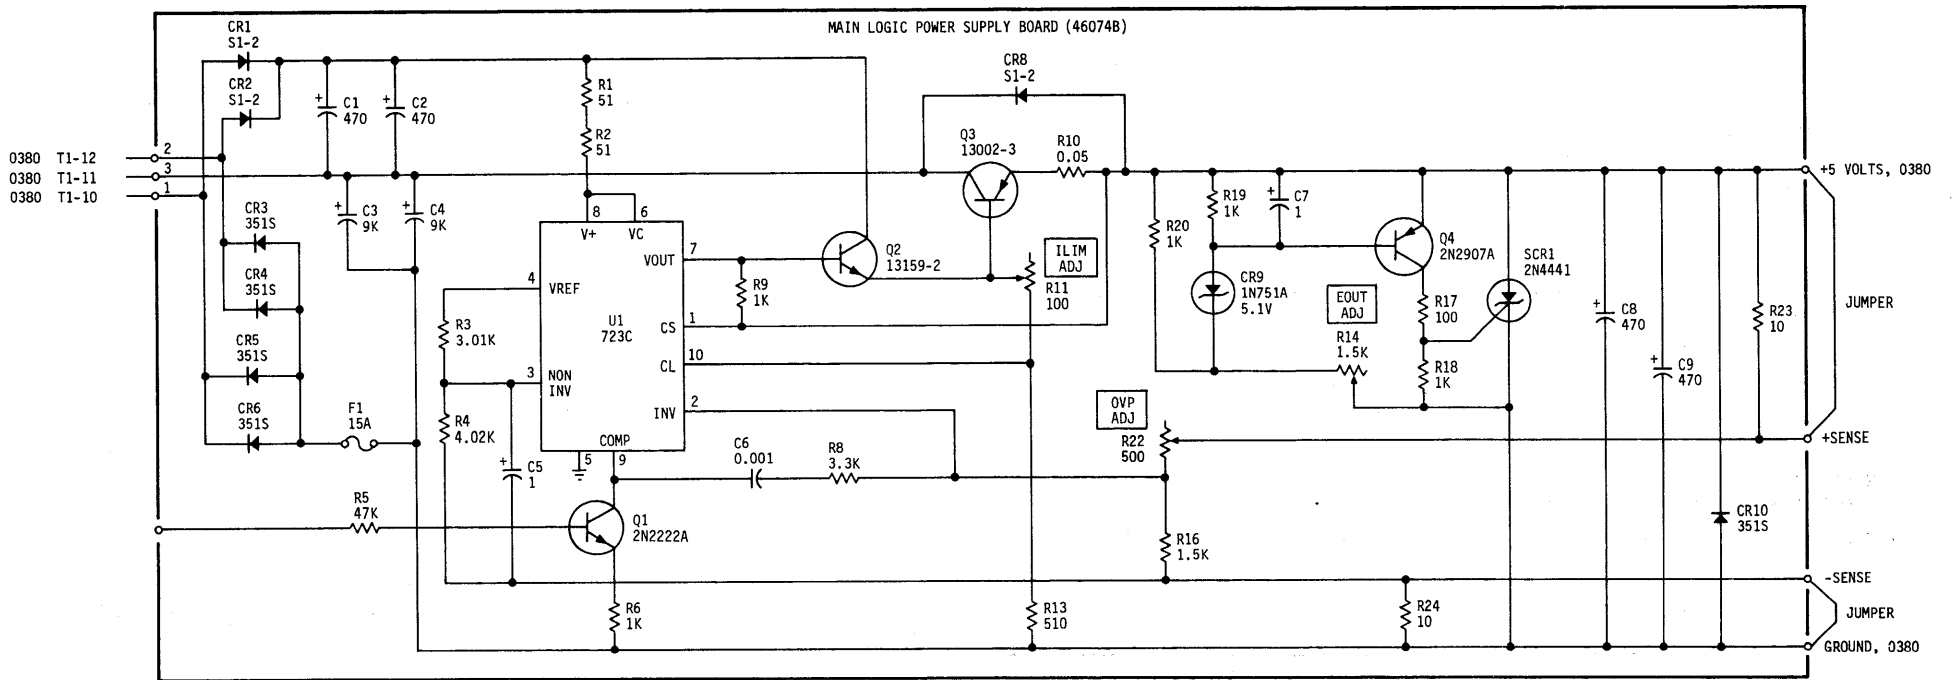 MAIN LOGIC POWER SUPPLY BOARD (46074B)
CR1
S1-2
CR2
S1-2
+ C1
470
+ C2
470
R1
51
R2
51
CR8
S1-2
Q3
13002-3
R10
0.05
0380 T1-12
2
0380 T1-11
3
0380 T1-10
1
+5 VOLTS, 0380
CR3
351S
CR4
351S
CR5
351S
CR6
351S
F1
15A
+ C3
9K
+ C4
9K
8
6
V+
VC
VOUT
7
4
VREF
U1
723C
CS
1
CL
10
3
NON
INV
INV
2
COMP
5
9
R3
3.01K
R4
4.02K
+ C5
1
R9
1K
Q2
13159-2
ILIM
ADJ
R11
100
R20
1K
R19
1K
+ C7
1
CR9
1N751A
5.1V
Q4
2N2907A
SCR1
2N4441
EOUT
ADJ
R14
1.5K
R17
100
R18
1K
+ C8
470
+ C9
470
R23
10
JUMPER
OVP
ADJ
R22
500
+SENSE
C6
0.001
R8
3.3K
R5
47K
Q1
2N2222A
R16
1.5K
CR10
351S
-SENSE
R6
1K
R13
510
R24
10
JUMPER
GROUND, 0380